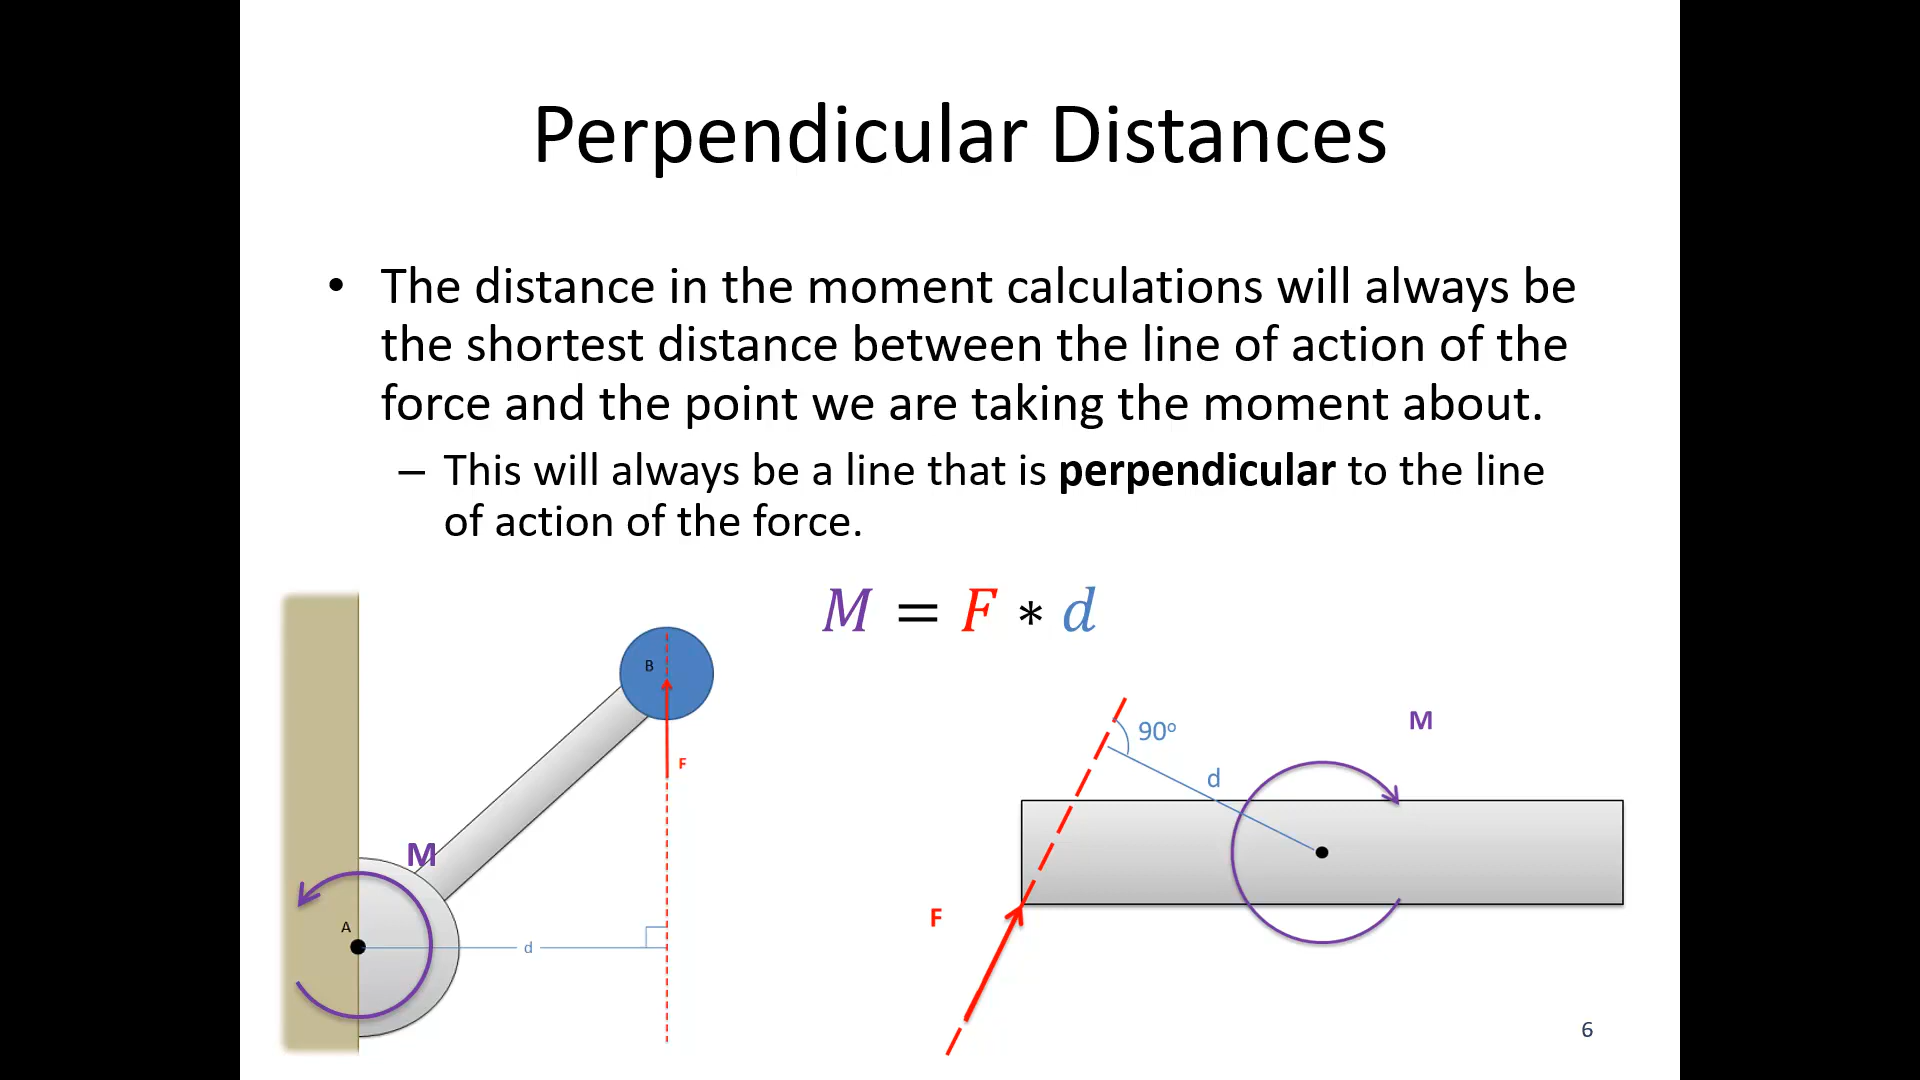 Perpendicular Distances
• The distance in the moment calculations will always be
the shortest distance between the line of action of the
force and the point we are taking the moment about.
– This will always be a line that is perpendicular to the line
of action of the force.
M = F * d
B
F
M
A
d
90°
M
d
F
6